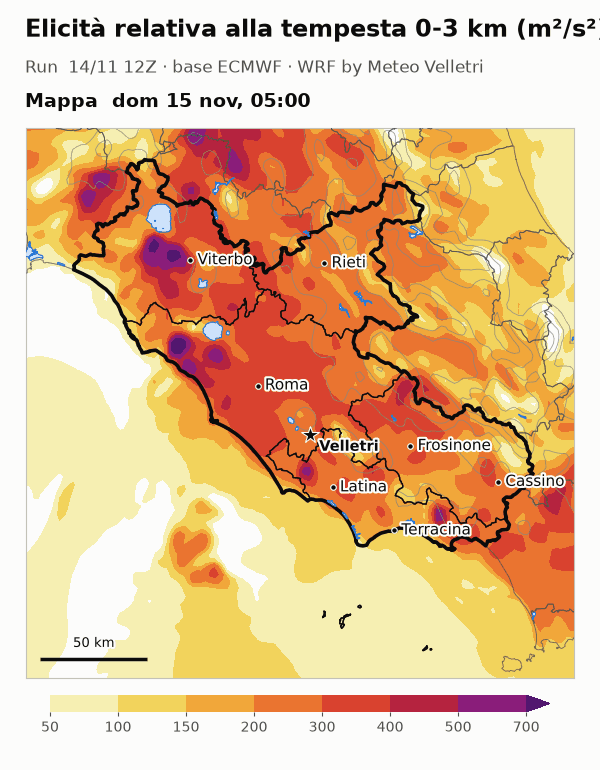 Elicità relativa alla tempesta 0-3 km (m²/s²)
Run 14/11 12Z · base ECMWF · WRF by Meteo Velletri
Mappa dom 15 nov, 05:00
Viterbo
Rieti
Roma
Velletri
Frosinone
Latina
Cassino
Terracina
50 km
50 100 150 200 300 400 500 700